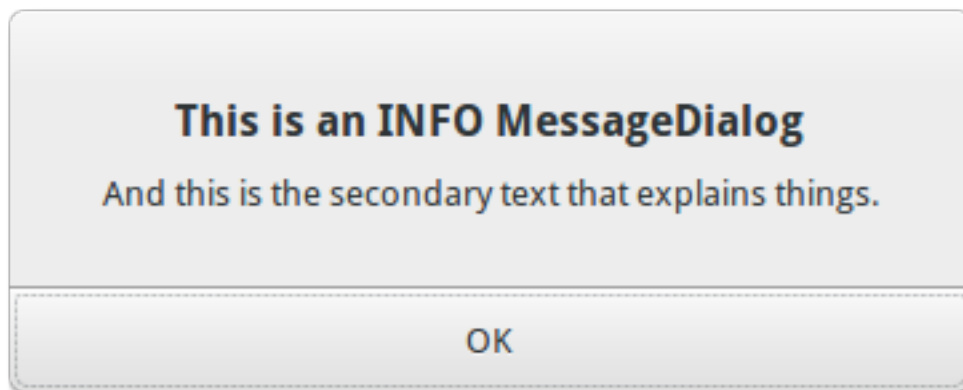 This is an INFO MessageDialog
And this is the secondary text that explains things.
OK